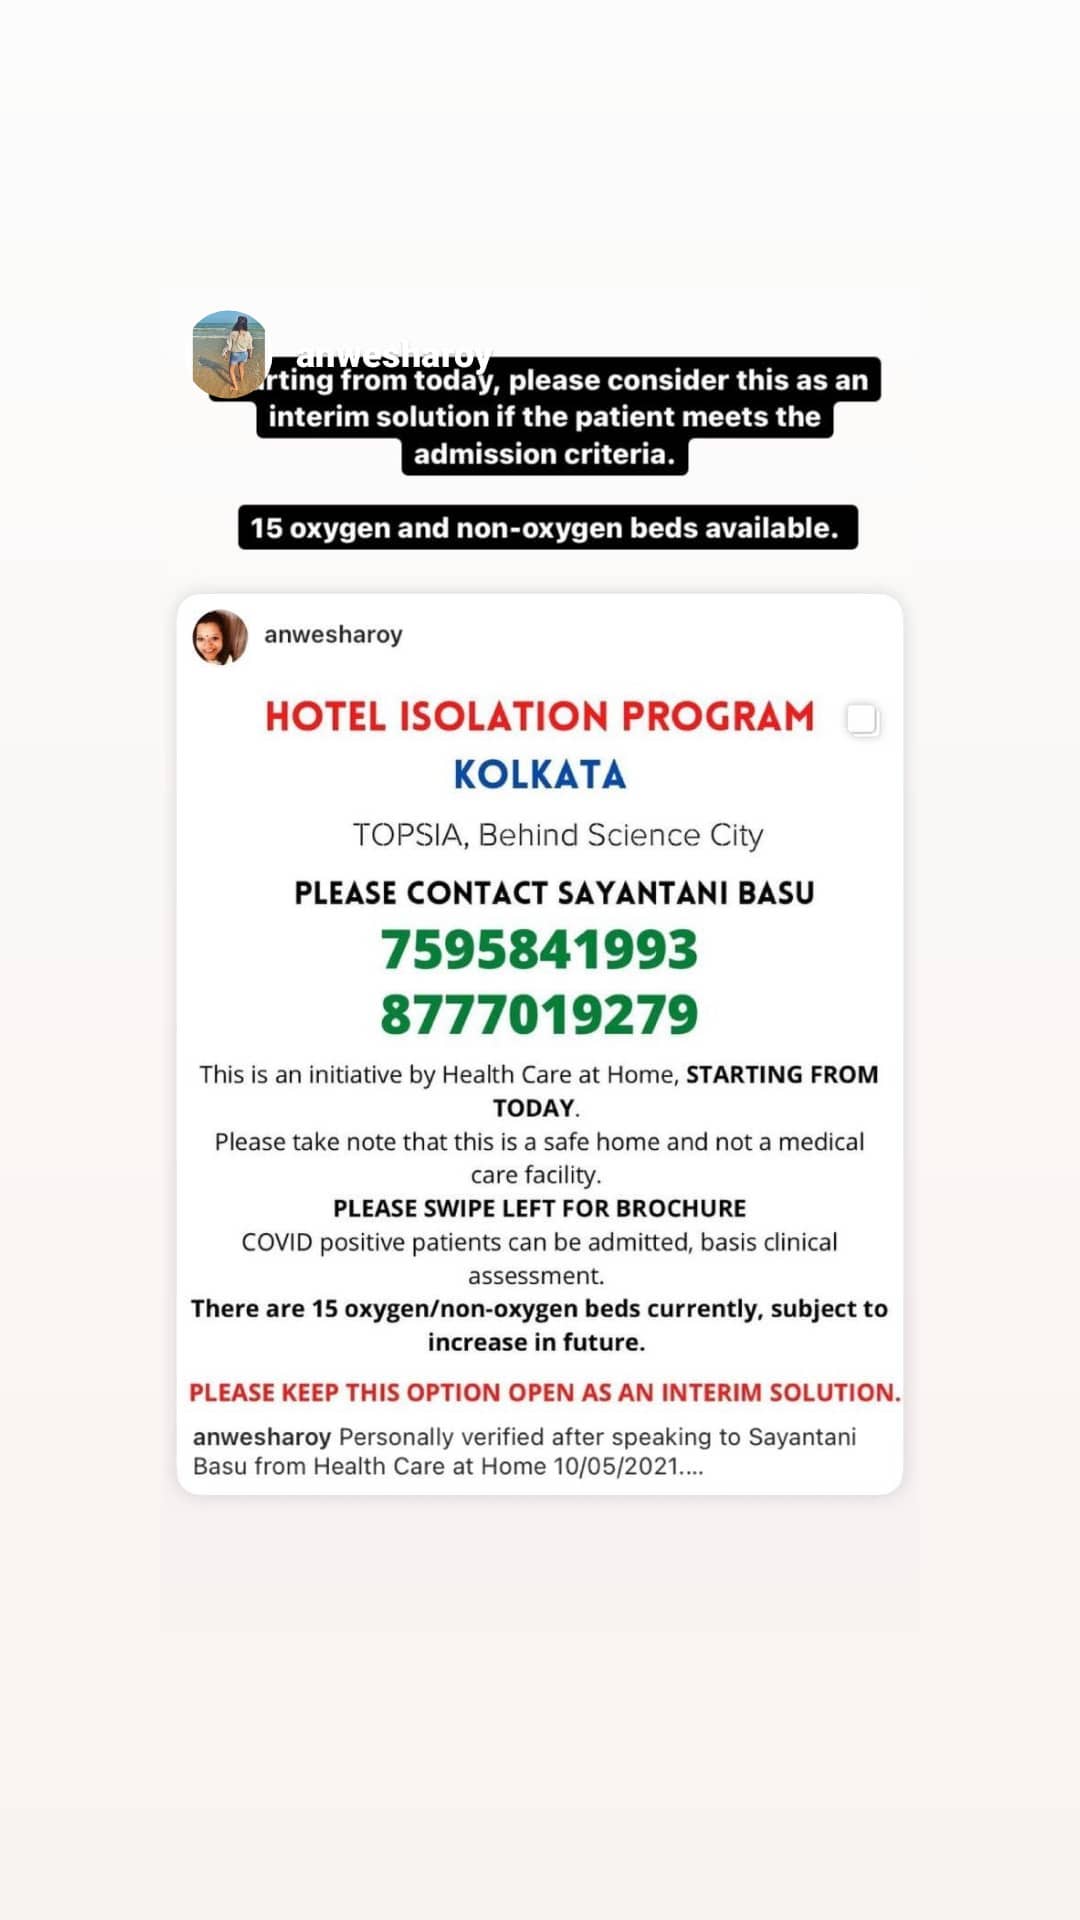 anwesharoy
rting from today, please consider this as an
interim solution if the patient meets the
admission criteria.
15 oxygen and non-oxygen beds available.
anwesharoy
HOTEL ISOLATION PROGRAM
KOLKATA
TOPSIA, Behind Science City
PLEASE CONTACT SAYANTANI BASU
7595841993
8777019279
This is an initiative by Health Care at Home, STARTING FROM
TODAY.
Please take note that this is a safe home and not a medical
care facility.
PLEASE SWIPE LEFT FOR BROCHURE
COVID positive patients can be admitted, basis clinical
assessment.
There are 15 oxygen/non-oxygen beds currently, subject to
increase in future.
PLEASE KEEP THIS OPTION OPEN AS AN INTERIM SOLUTION.
anwesharoy Personally verified after speaking to Sayantani
Basu from Health Care at Home 10/05/2021....